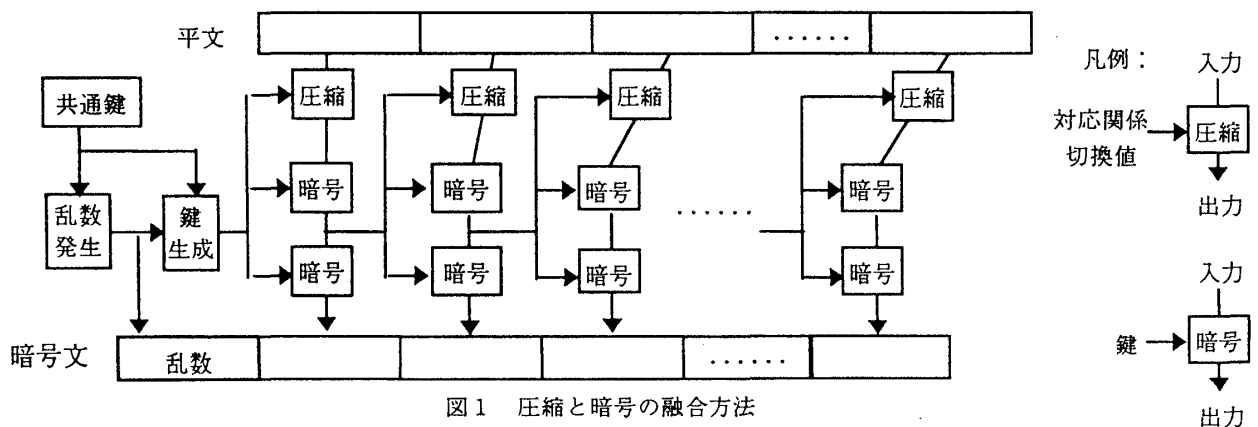 平文 ......
共通鍵
圧縮 圧縮 圧縮 圧縮
乱数発生
鍵生成
暗号 暗号 暗号 ...... 暗号
暗号 暗号 暗号 暗号
暗号文 乱数 ......
凡例:
入力
対応関係
切換値
圧縮
出力
入力
鍵 暗号
出力
図1 圧縮と暗号の融合方法